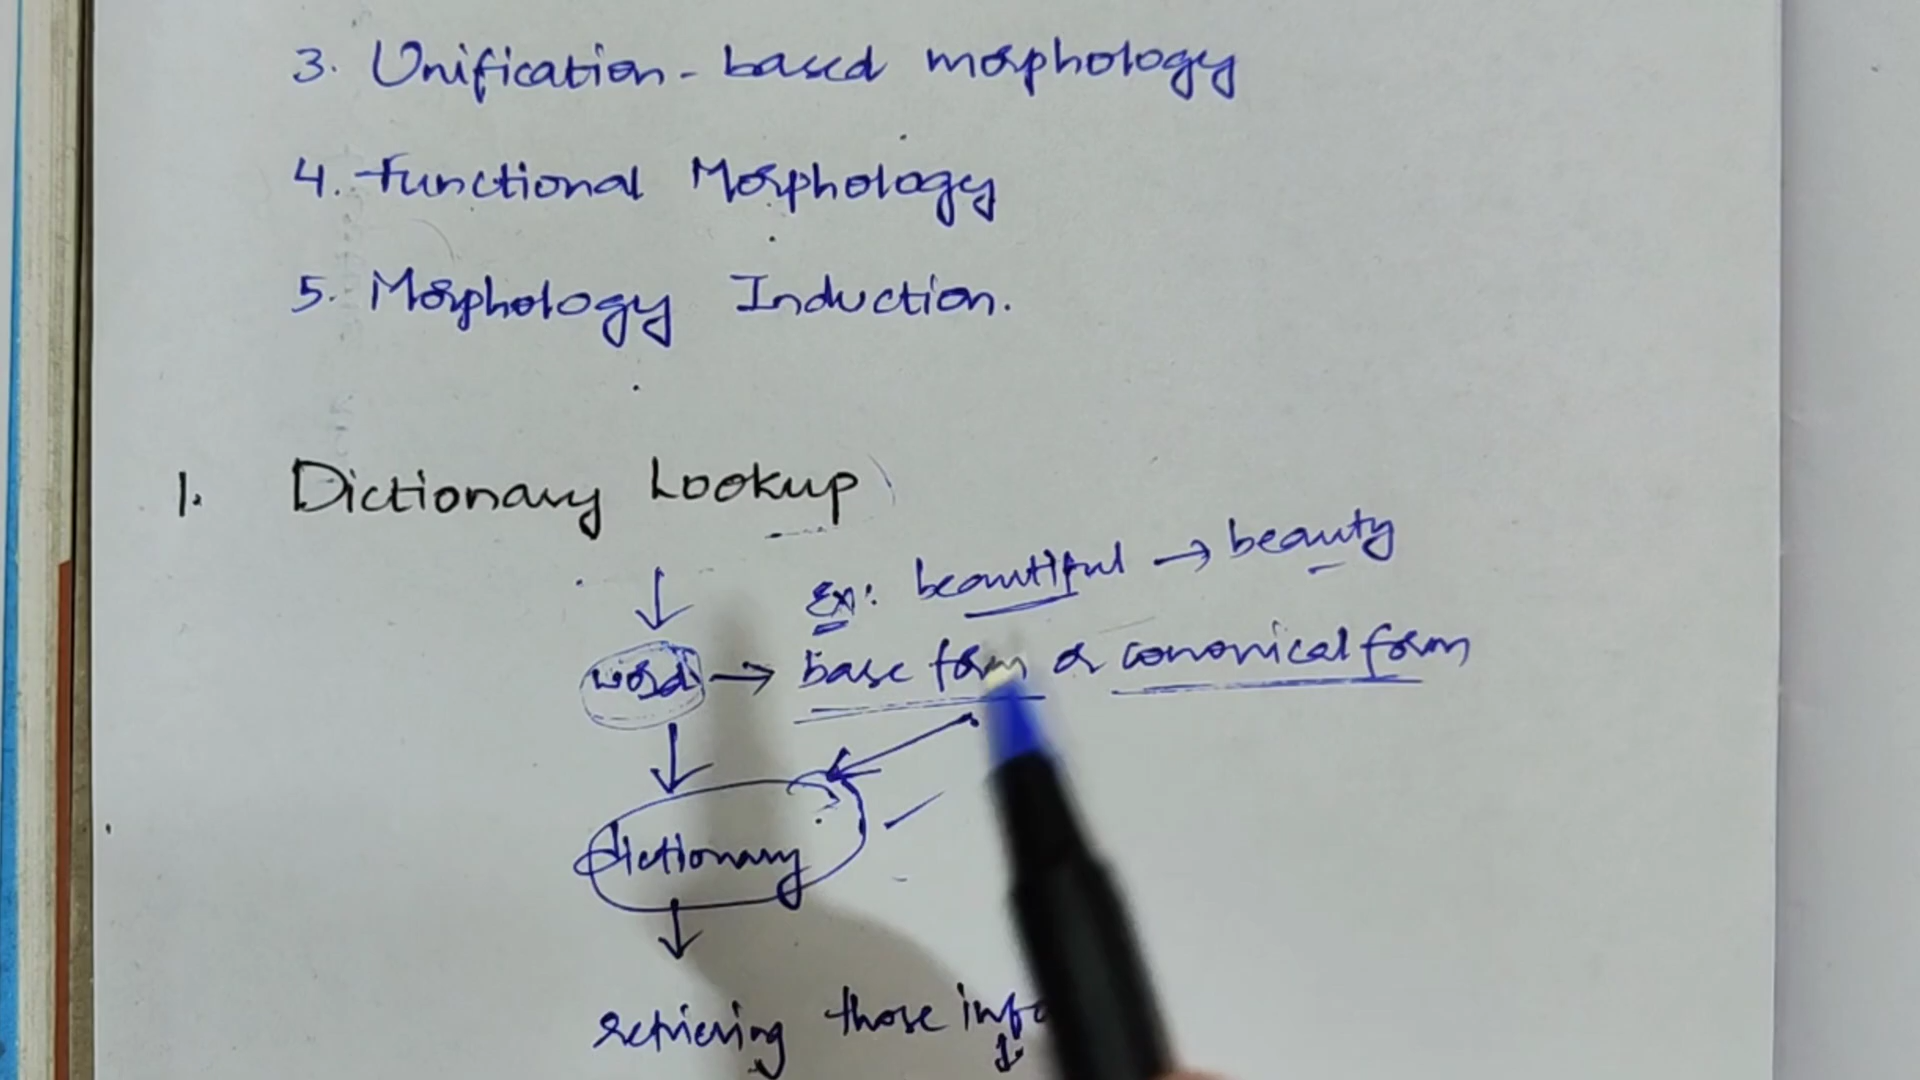 3. Unification-based morphology
4. Functional Morphology
5. Morphology Induction.
1. Dictionary Lookup
Ex: beautiful → beauty
word → base form or canonical form
dictionary
retrieving those info